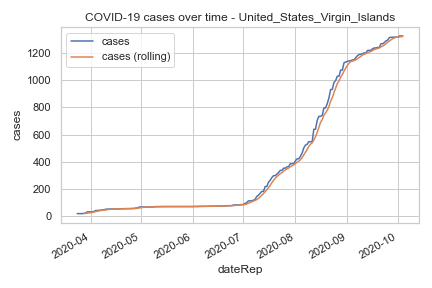 COVID-19 cases over time - United_States_Virgin_Islands
cases
cases (rolling)
cases
1200
1000
800
600
400
200
0
2020-04
2020-05
2020-06
2020-07
2020-08
2020-09
2020-10
dateRep